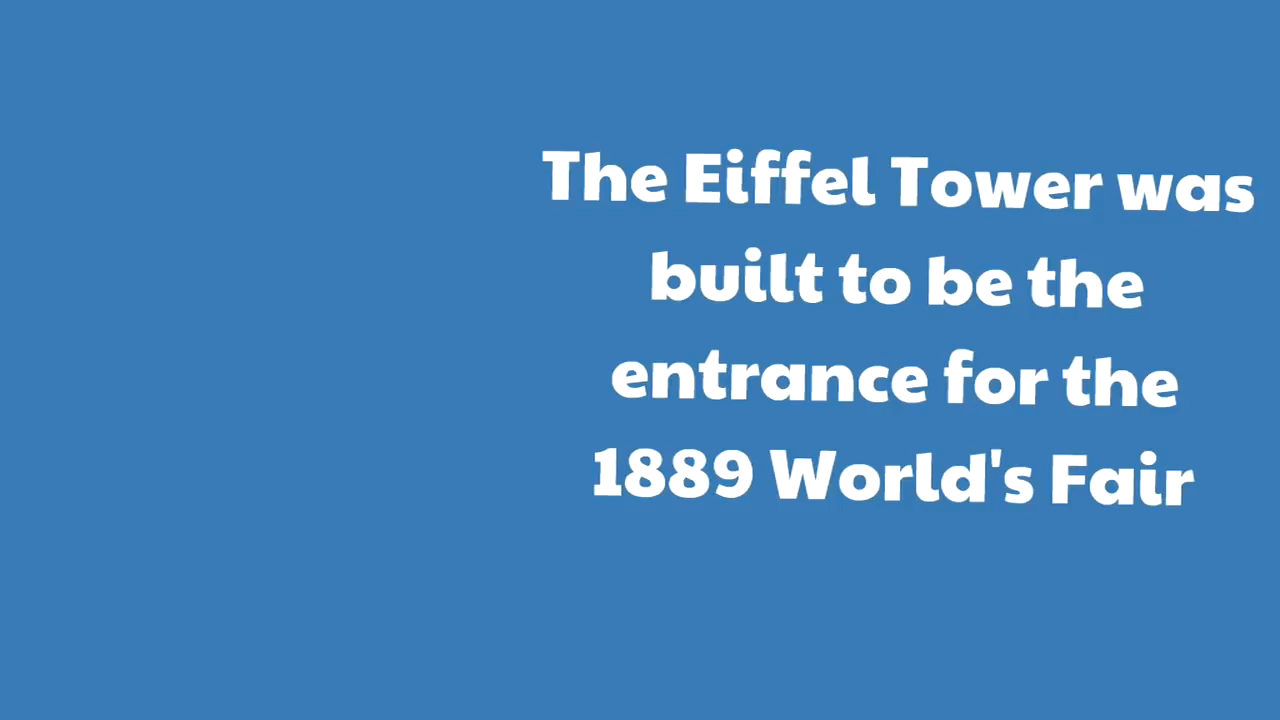 The Eiffel Tower was
built to be the
entrance for the
1889 World's Fair